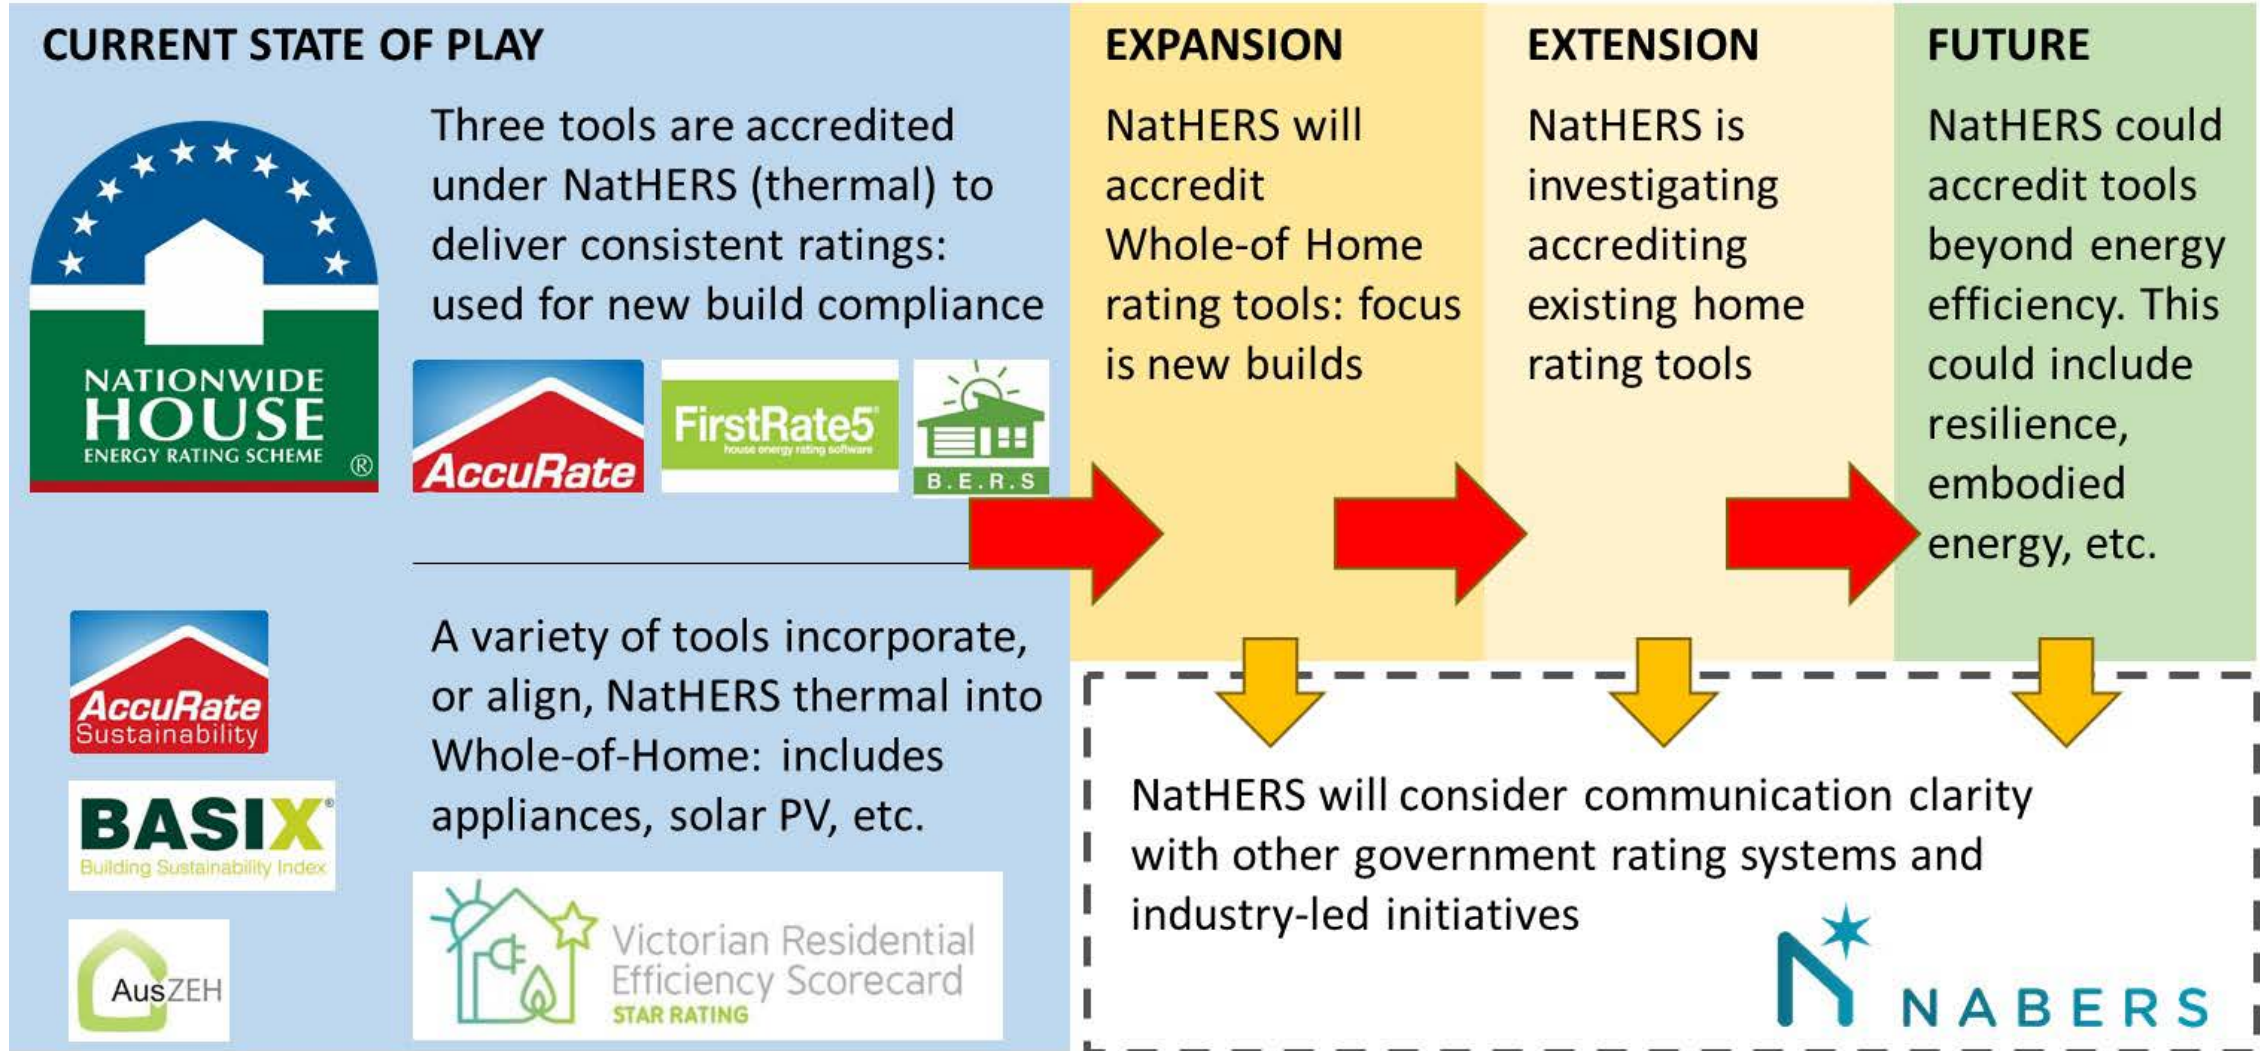 CURRENT STATE OF PLAY
Three tools are accredited
under NatHERS (thermal) to
deliver consistent ratings:
used for new build compliance
NATIONWIDE
HOUSE
ENERGY RATING SCHEME ®
AccuRate
FirstRate5®
house energy rating software
B.E.R.S
AccuRate
Sustainability
BASIX®
Building Sustainability Index
AusZEH
A variety of tools incorporate,
or align, NatHERS thermal into
Whole-of-Home: includes
appliances, solar PV, etc.
Victorian Residential
Efficiency Scorecard
STAR RATING
EXPANSION
NatHERS will
accredit
Whole-of Home
rating tools: focus
is new builds
EXTENSION
NatHERS is
investigating
accrediting
existing home
rating tools
FUTURE
NatHERS could
accredit tools
beyond energy
efficiency. This
could include
resilience,
embodied
energy, etc.
NatHERS will consider communication clarity
with other government rating systems and
industry-led initiatives
NABERS